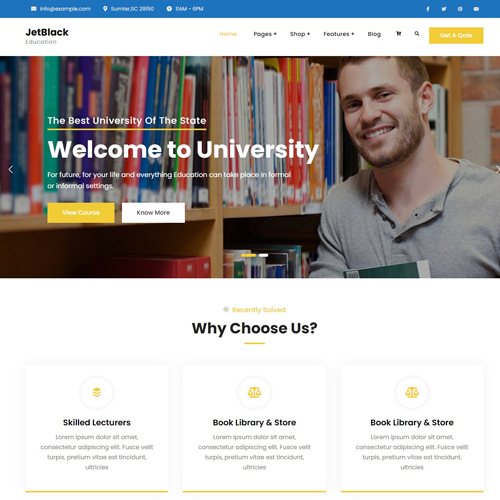 info@example.com Sumter,SC 29150 11AM - 6PM
JetBlack
Education
Home Pages + Shop + Features + Blog
Get A Qote
The Best University Of The State
Welcome to University
For future, for your life and everything Education can take place in formal
or informal settings.
View Course Know More
Recently Solved
Why Choose Us?
Skilled Lecturers
Lorem ipsum dolor sit amet,
consectetur adipiscing elit. Fusce velit
turpis, pretium vitae est tincidunt,
ultricies
Book Library & Store
Lorem ipsum dolor sit amet,
consectetur adipiscing elit. Fusce velit
turpis, pretium vitae est tincidunt,
ultricies
Book Library & Store
Lorem ipsum dolor sit amet,
consectetur adipiscing elit. Fusce velit
turpis, pretium vitae est tincidunt,
ultricies